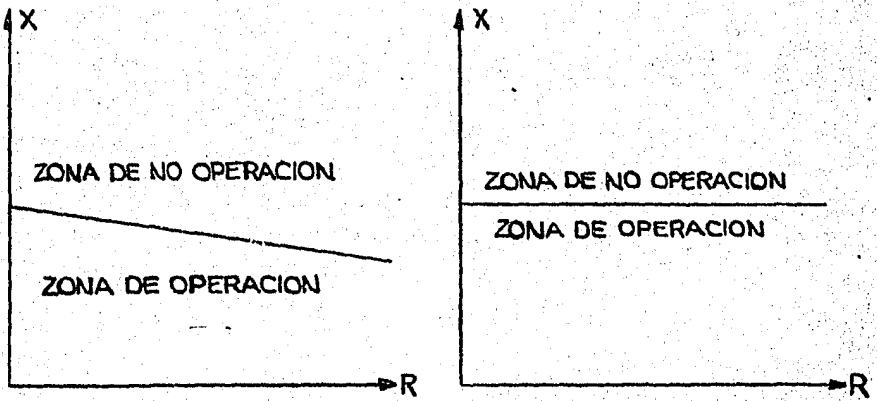 X
ZONA DE NO OPERACION
ZONA DE OPERACION
R
X
ZONA DE NO OPERACION
ZONA DE OPERACION
R